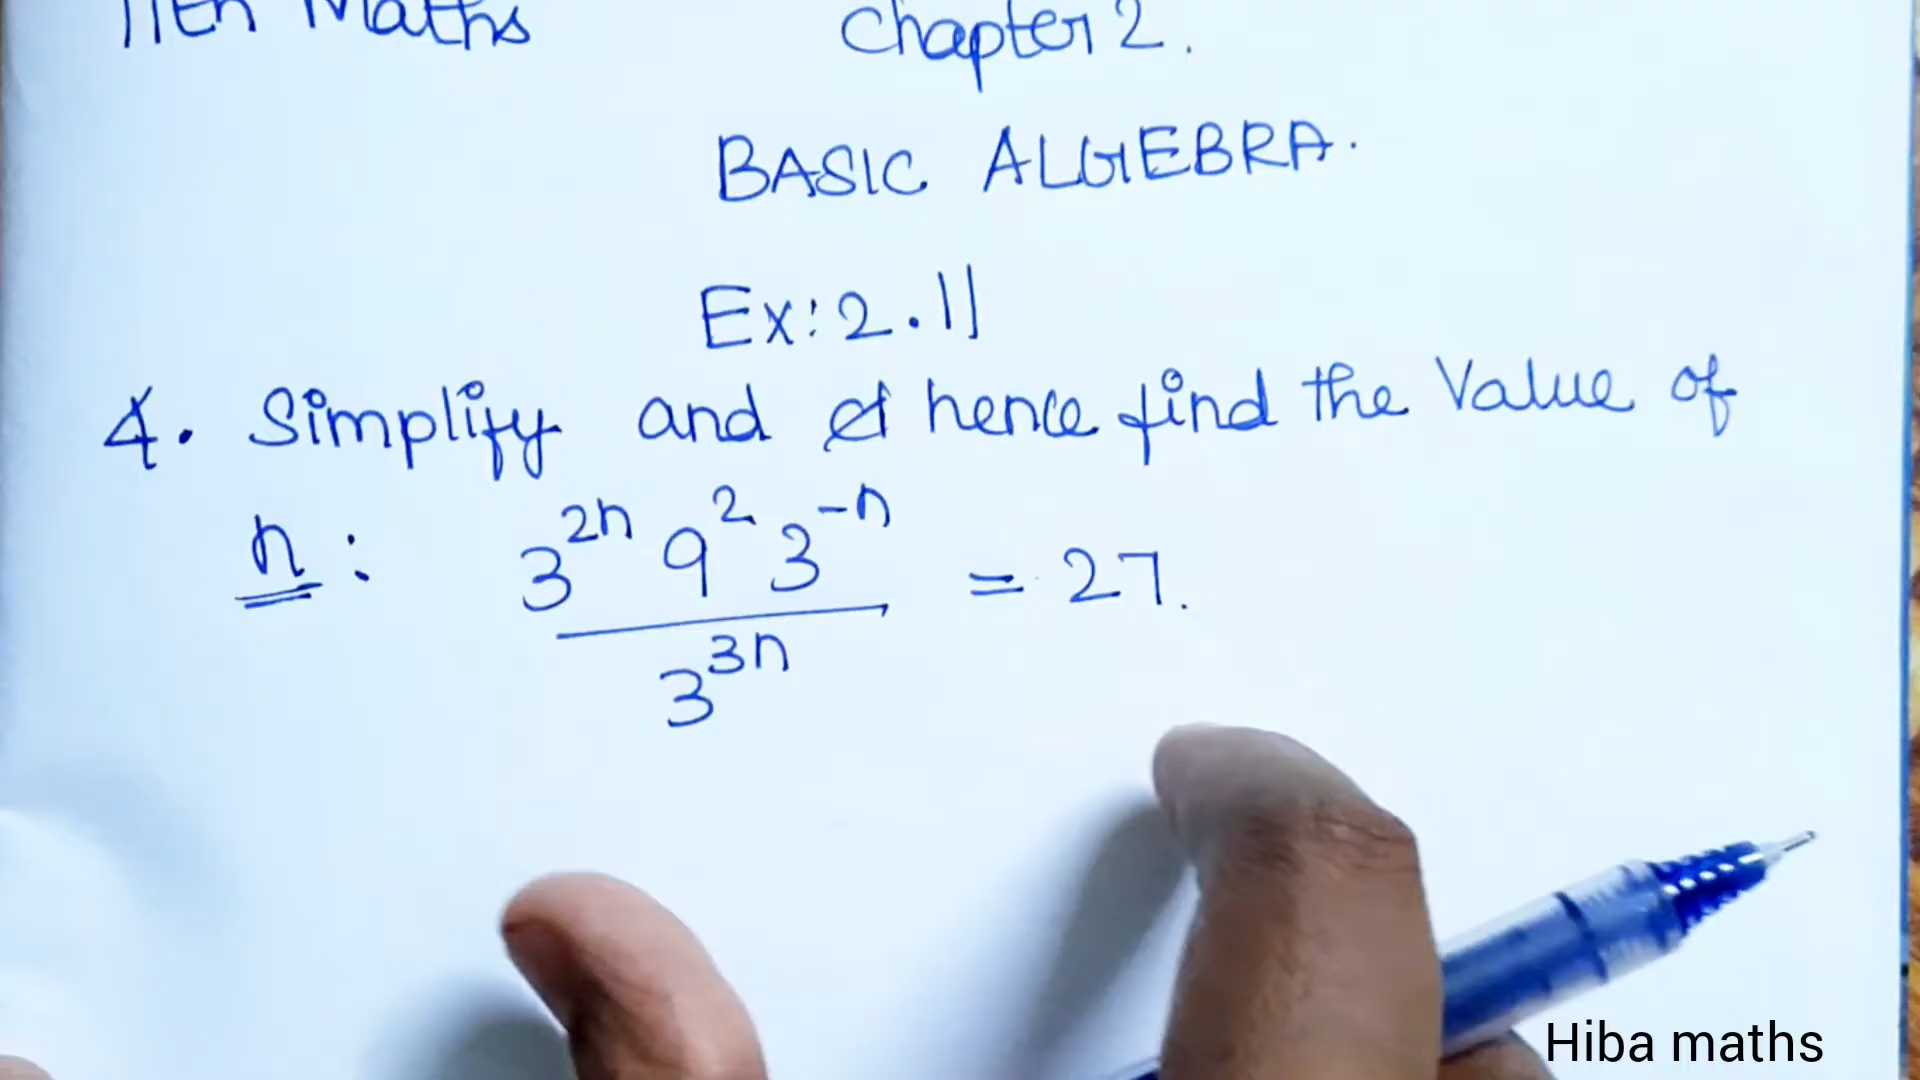 11th Maths Chapter 2.
BASIC ALGEBRA.
Ex: 2.11
4. Simplify and hence find the Value of
n: 3^{2n} 9^2 3^{-n} / 3^{3n} = 27.
Hiba maths